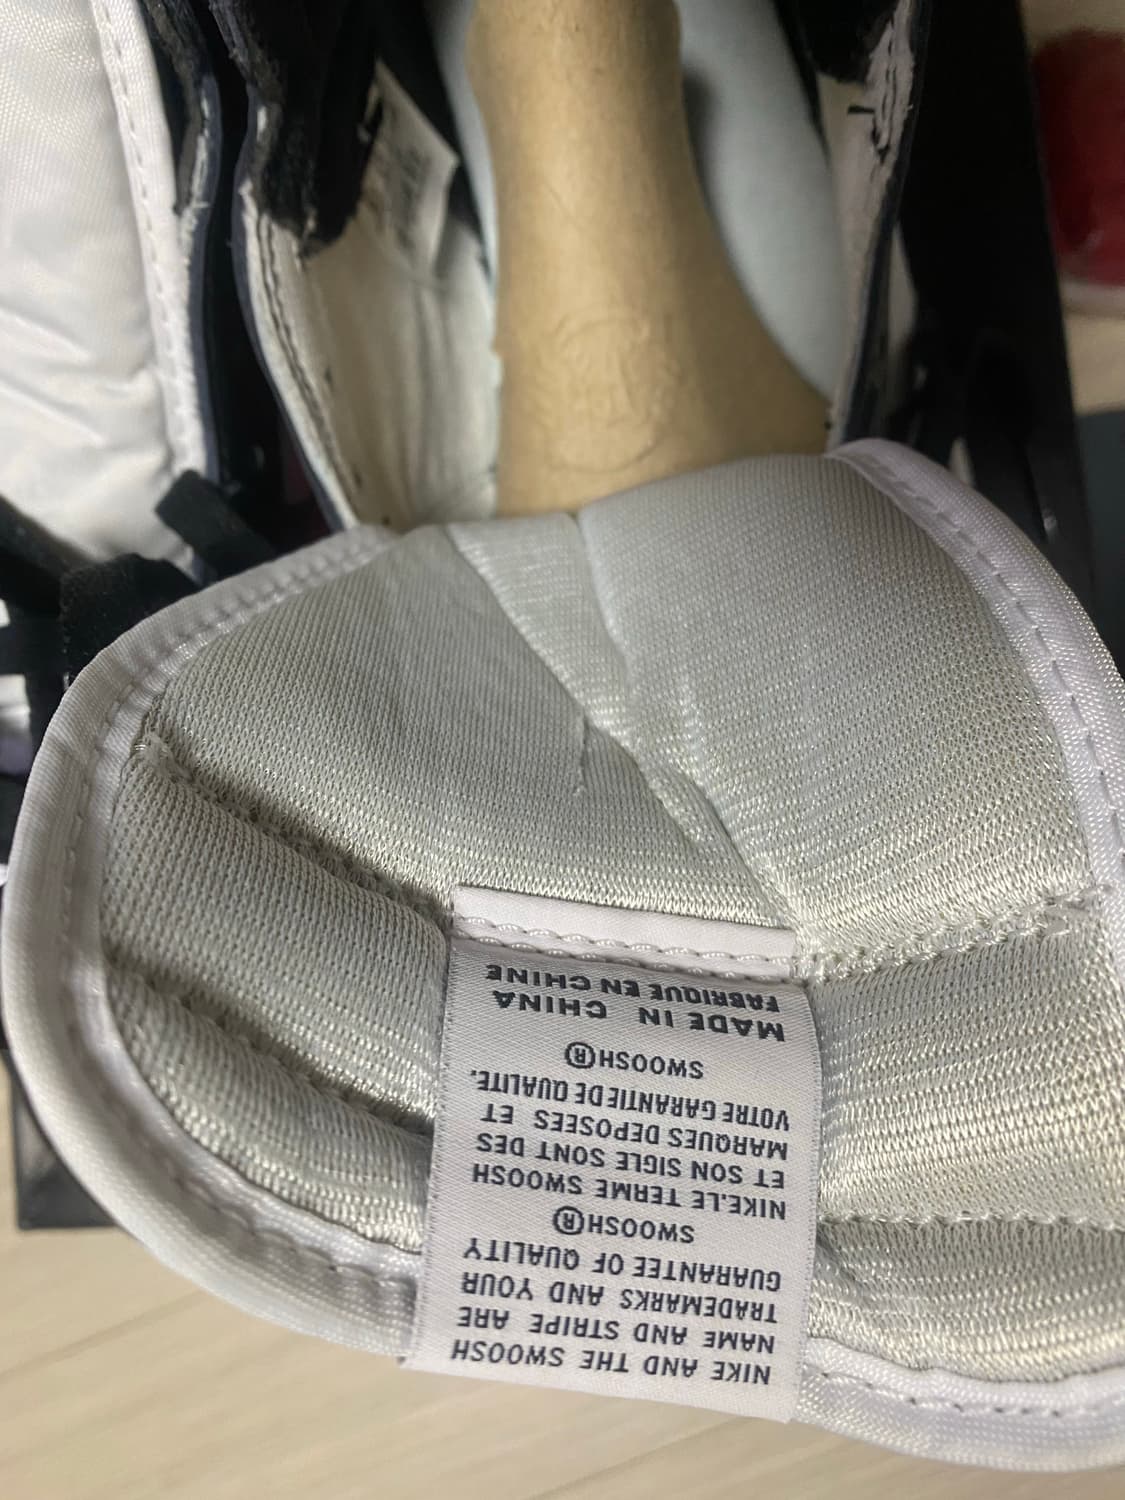 NIKE AND THE SWOOSH
NAME AND STRIPE ARE
TRADEMARKS AND YOUR
GUARANTEE OF QUALITY
SWOOSH®
NIKE.LE TERME SWOOSH
ET SON SIGLE SONT DES
MARQUES DEPOSEES ET
VOTRE GARANTIE DE QUALITE.
SWOOSH®
MADE IN CHINA
FABRIQUE EN CHINE